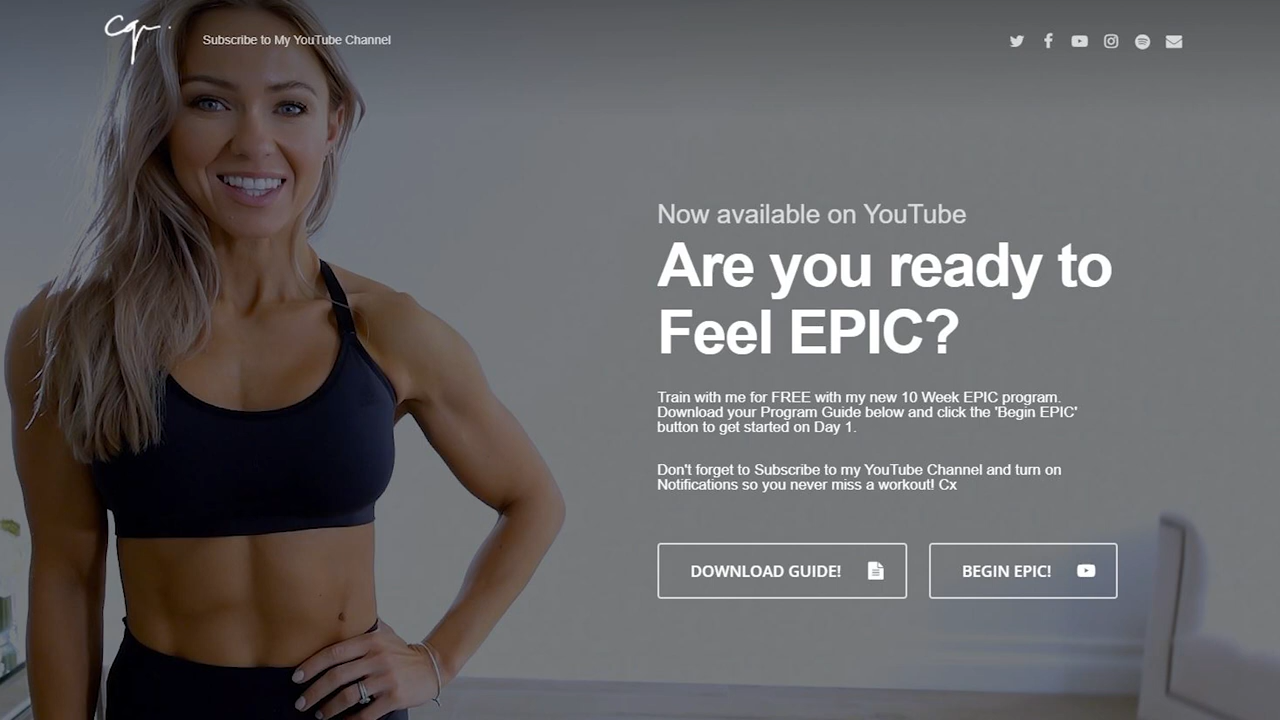 cgr.
Subscribe to My YouTube Channel
Now available on YouTube
Are you ready to
Feel EPIC?
Train with me for FREE with my new 10 Week EPIC program.
Download your Program Guide below and click the 'Begin EPIC'
button to get started on Day 1.
Don't forget to Subscribe to my YouTube Channel and turn on
Notifications so you never miss a workout! Cx
DOWNLOAD GUIDE!
BEGIN EPIC!